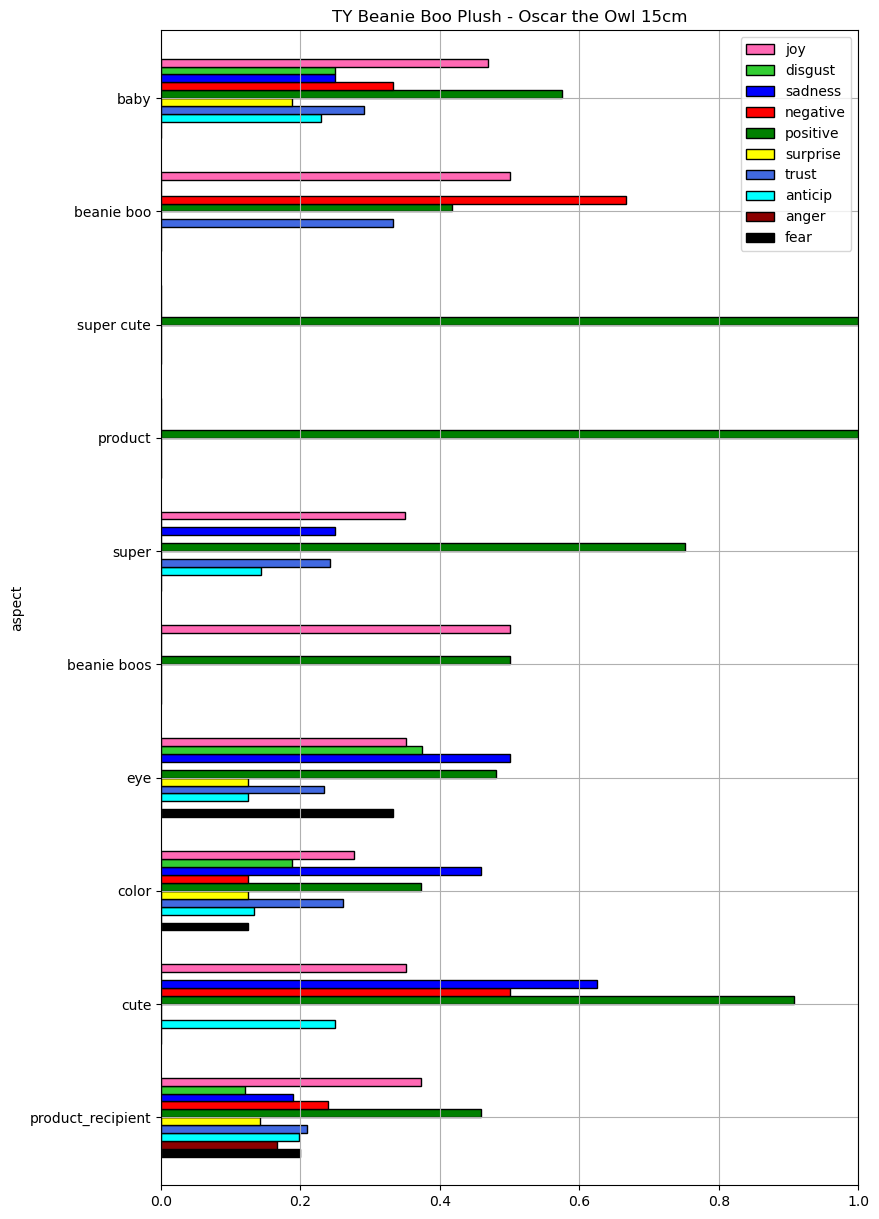 TY Beanie Boo Plush - Oscar the Owl 15cm
joy
disgust
sadness
negative
positive
surprise
trust
anticip
anger
fear
aspect
baby
beanie boo
super cute
product
super
beanie boos
eye
color
cute
product_recipient
0.0 0.2 0.4 0.6 0.8 1.0